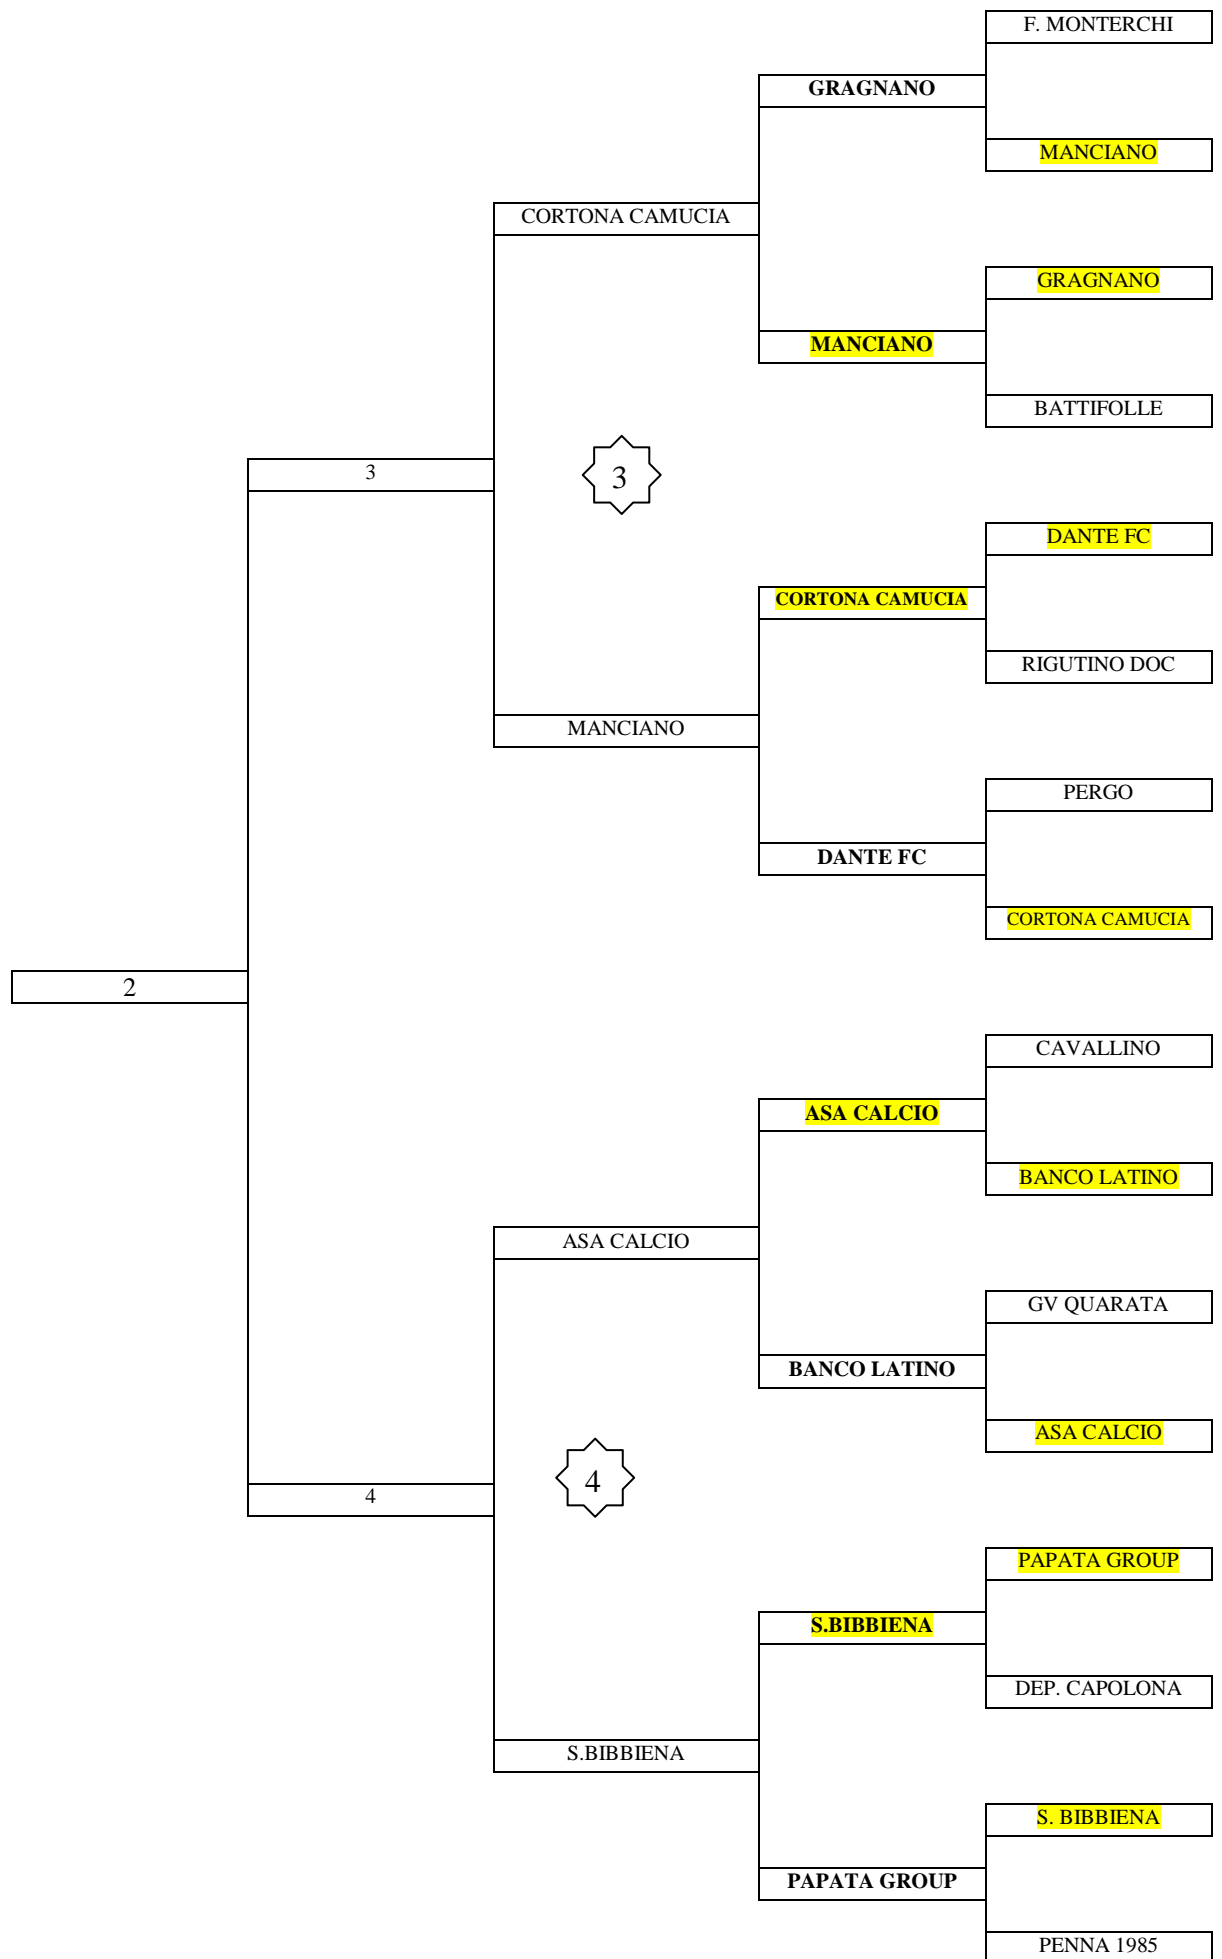 F. MONTERCHI
GRAGNANO
MANCIANO
CORTONA CAMUCIA
GRAGNANO
MANCIANO
BATTIFOLLE
3
3
DANTE FC
CORTONA CAMUCIA
RIGUTINO DOC
MANCIANO
PERGO
DANTE FC
CORTONA CAMUCIA
2
CAVALLINO
ASA CALCIO
BANCO LATINO
ASA CALCIO
GV QUARATA
BANCO LATINO
ASA CALCIO
4
4
PAPATA GROUP
S.BIBBIENA
DEP. CAPOLONA
S.BIBBIENA
S. BIBBIENA
PAPATA GROUP
PENNA 1985